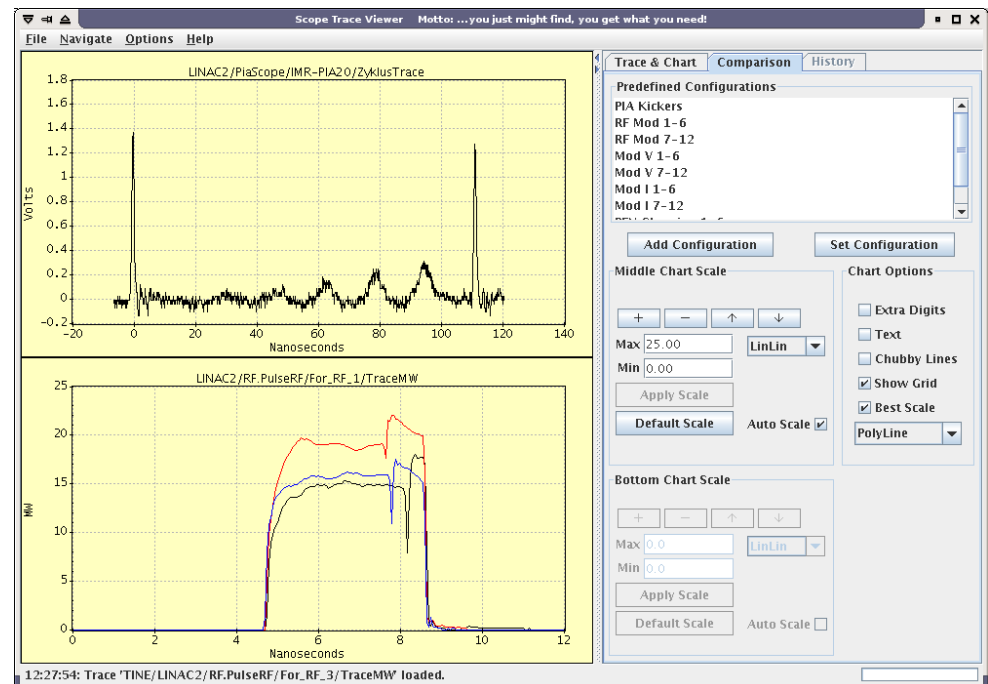 Scope Trace Viewer Motto: ...you just might find, you get what you need!
File Navigate Options Help
LINAC2/PiaScope/IMR-PIA20/ZyklusTrace
1.8
1.6
1.4
1.2
1
0.8
0.6
0.4
0.2
0
-0.2
Volts
-20 0 20 40 60 80 100 120 140
Nanoseconds
LINAC2/RF.PulseRF/For_RF_1/TraceMW
25
20
15
10
5
0
MW
0 2 4 6 8 10 12
Nanoseconds
Trace & Chart Comparison History
Predefined Configurations
PIA Kickers
RF Mod 1-6
RF Mod 7-12
Mod V 1-6
Mod V 7-12
Mod I 1-6
Mod I 7-12
Add Configuration Set Configuration
Middle Chart Scale
+ - ↑ ↓
Max 25.00 LinLin
Min 0.00
Apply Scale
Default Scale Auto Scale
Chart Options
Extra Digits
Text
Chubby Lines
Show Grid
Best Scale
PolyLine
Bottom Chart Scale
+ - ↑ ↓
Max 0.0 LinLin
Min 0.0
Apply Scale
Default Scale Auto Scale
12:27:54: Trace 'TINE/LINAC2/RF.PulseRF/For_RF_3/TraceMW' loaded.